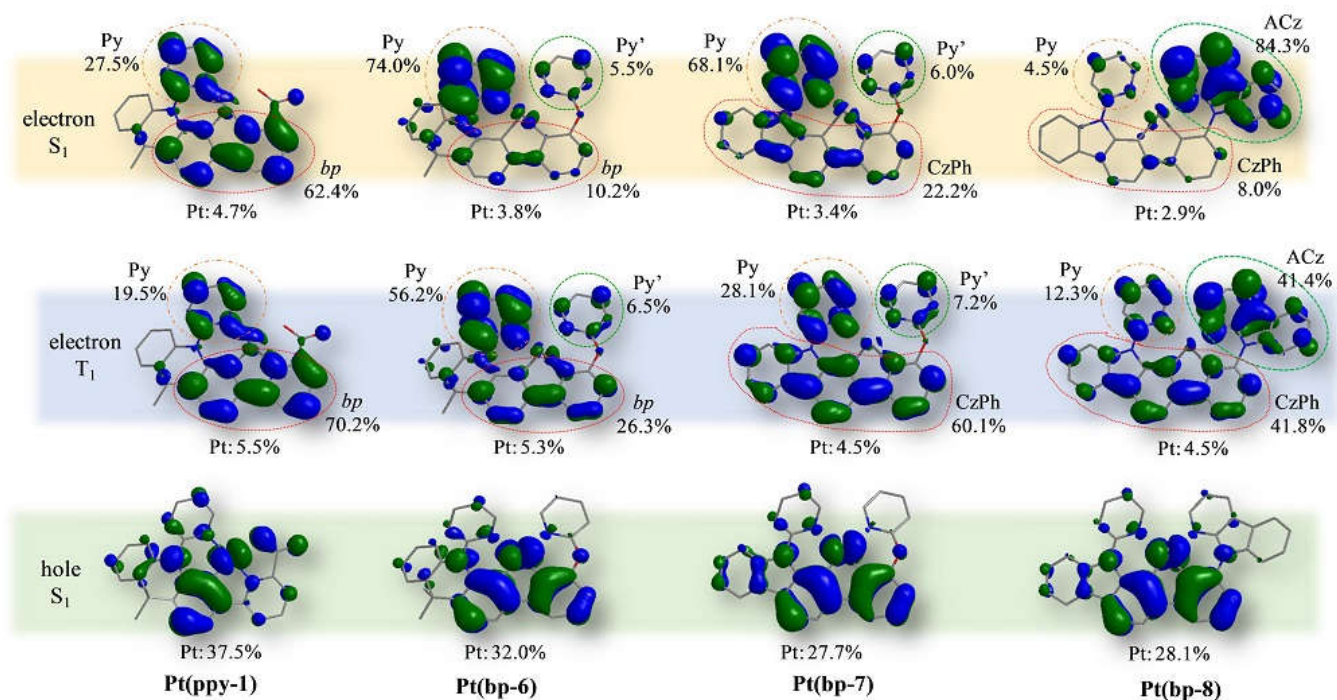 Py
27.5%
electron
S1
bp
62.4%
Pt: 4.7%
Py
74.0%
Py'
5.5%
bp
10.2%
Pt: 3.8%
Py
68.1%
Py'
6.0%
CzPh
22.2%
Pt: 3.4%
Py
4.5%
ACz
84.3%
CzPh
8.0%
Pt: 2.9%
Py
19.5%
electron
T1
bp
70.2%
Pt: 5.5%
Py
56.2%
Py'
6.5%
bp
26.3%
Pt: 5.3%
Py
28.1%
Py'
7.2%
CzPh
60.1%
Pt: 4.5%
Py
12.3%
ACz
41.4%
CzPh
41.8%
Pt: 4.5%
hole
S1
Pt: 37.5%
Pt: 32.0%
Pt: 27.7%
Pt: 28.1%
Pt(ppy-1)
Pt(bp-6)
Pt(bp-7)
Pt(bp-8)